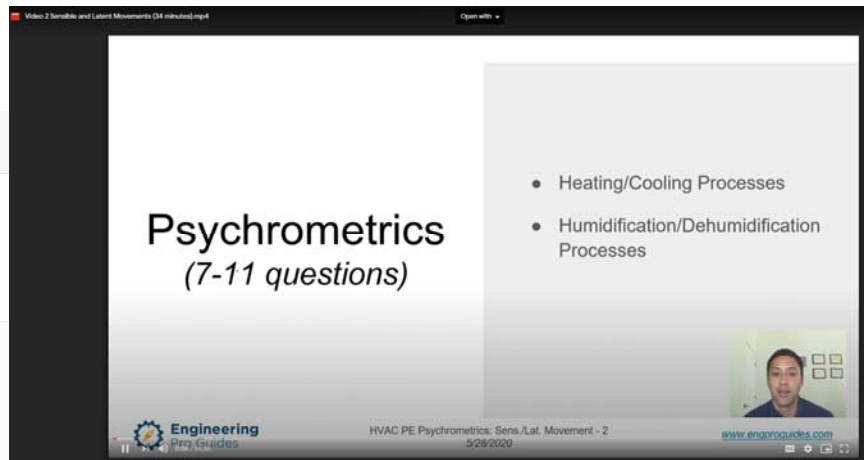 Video 2 Sensible and Latent Movements (34 minutes).mp4
Open with
Psychrometrics
(7-11 questions)
● Heating/Cooling Processes
● Humidification/Dehumidification
Processes
Engineering
Pro Guides
HVAC PE Psychrometrics: Sens./Lat. Movement - 2
5/28/2020
www.engproguides.com